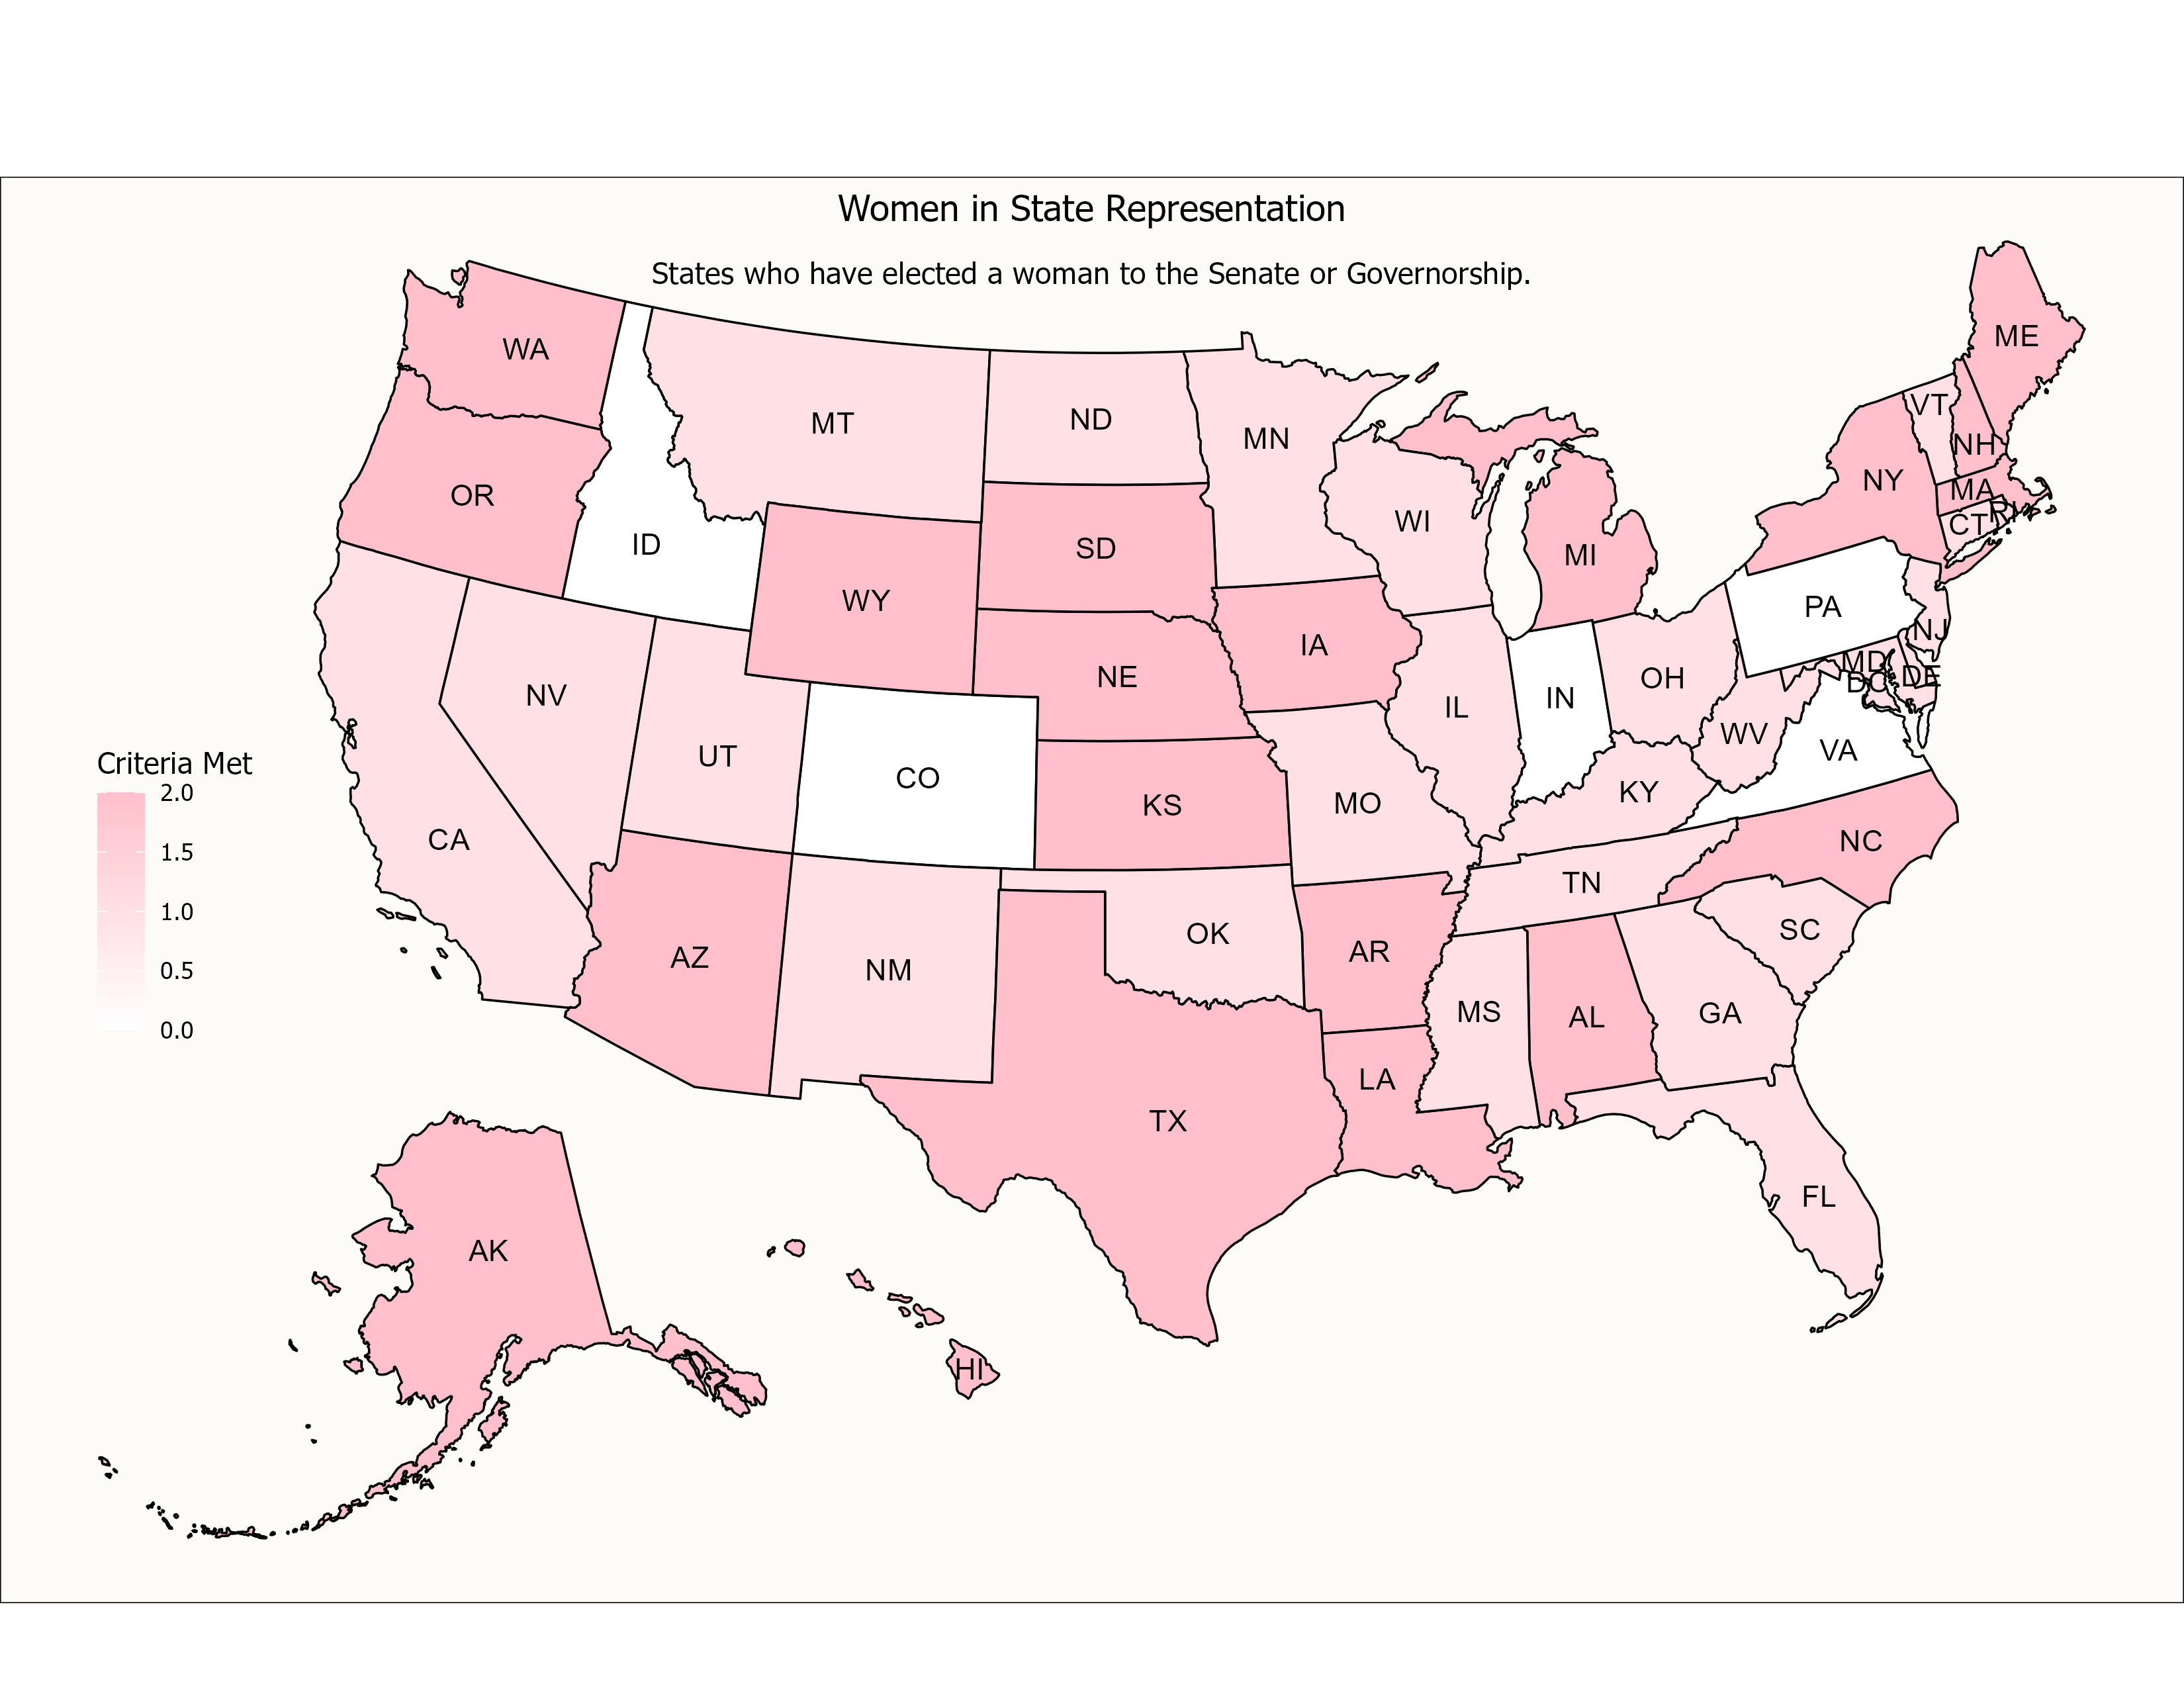 Women in State Representation
States who have elected a woman to the Senate or Governorship.
ME
WA
MT
ND
MN
VT
NH
OR
NY
MA
RI
CT
ID
SD
WI
MI
WY
PA
IA
NJ
NE
MD
DE
DC
NV
IL
IN
OH
WV
UT
CO
VA
KY
Criteria Met
2.0
1.5
1.0
0.5
0.0
KS
MO
CA
NC
TN
OK
SC
AZ
NM
AR
MS
AL
GA
LA
TX
FL
AK
HI